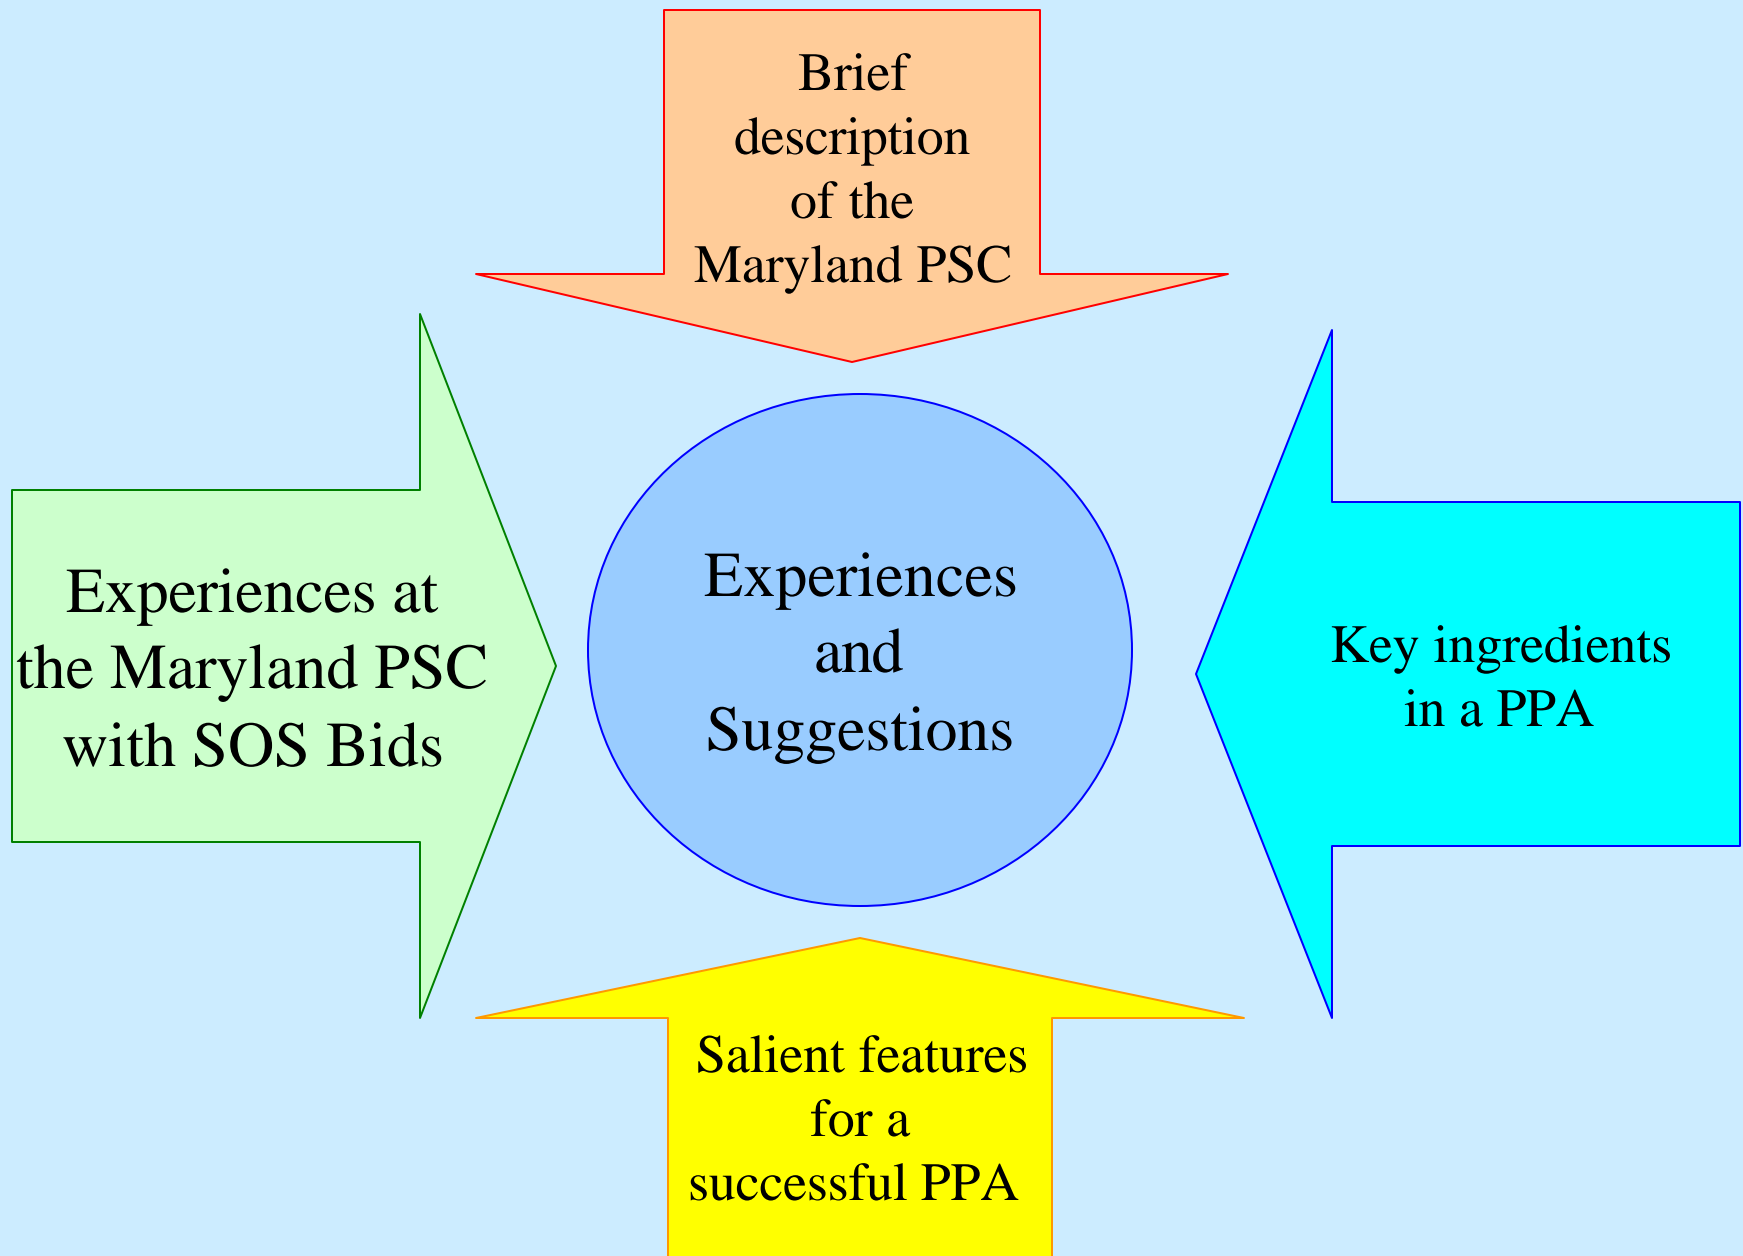 Brief
description
of the
Maryland PSC
Experiences at
the Maryland PSC
with SOS Bids
Experiences
and
Suggestions
Key ingredients
in a PPA
Salient features
for a
successful PPA